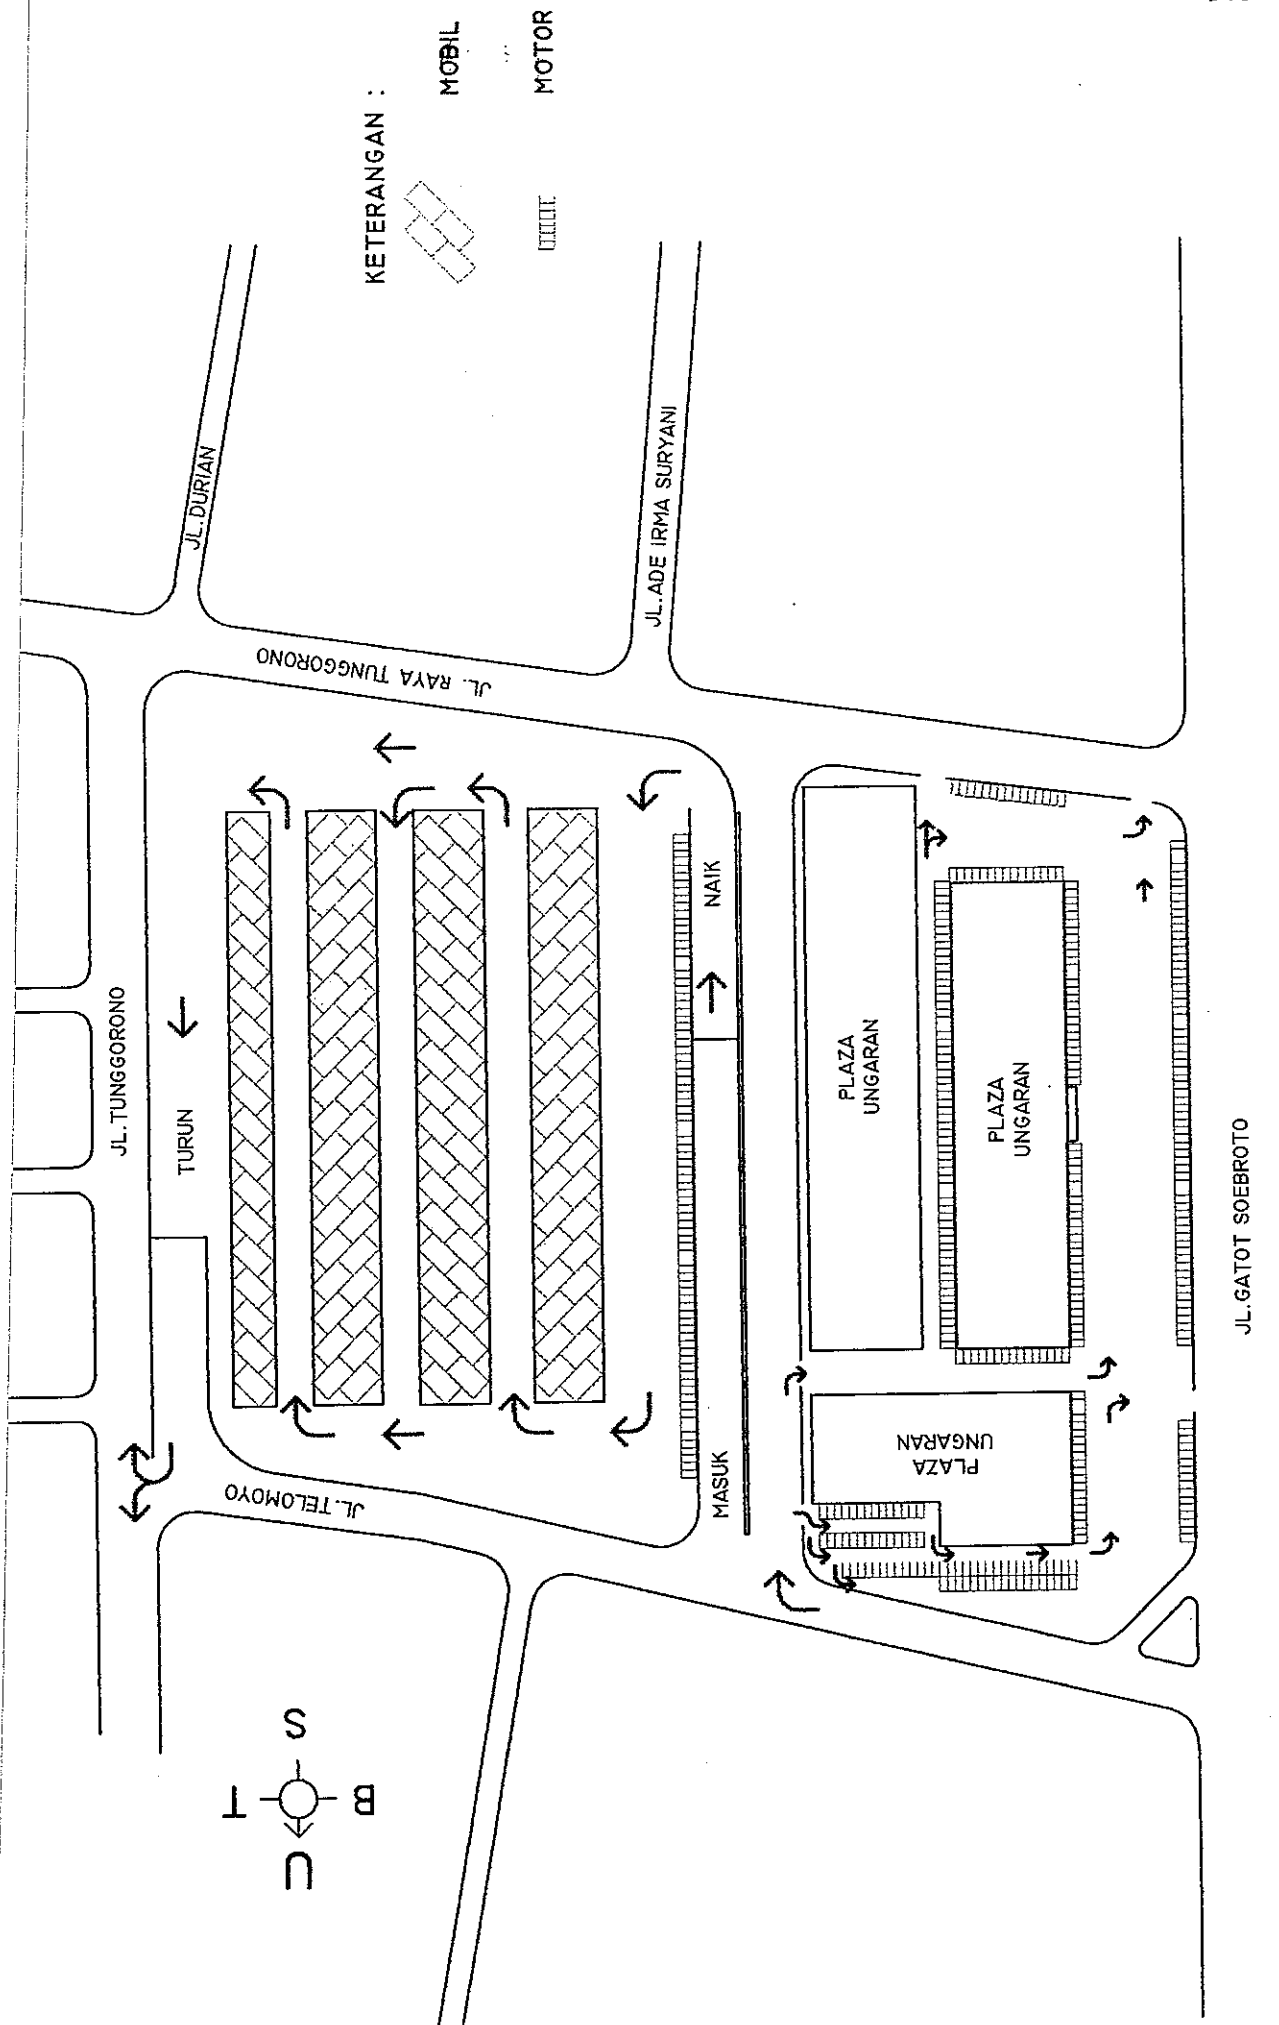 KETERANGAN :
MOBIL
MOTOR
JL.DURIAN
JL. RAYA TUNGGORONO
JL.ADE IRMA SURYANI
JL.TUNGGORONO
TURUN
NAIK
MASUK
JL.TELOMOYO
PLAZA
UNGARAN
PLAZA
UNGARAN
PLAZA
UNGARAN
JL.GATOT SOEBROTO
U
S
T
B